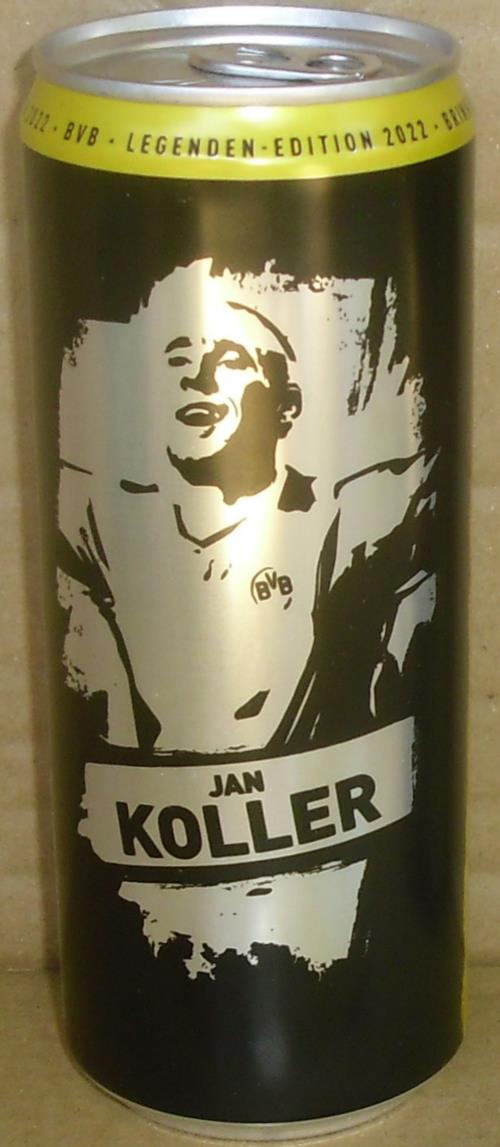 2022 · BVB · LEGENDEN-EDITION 2022 ·
BVB
JAN
KOLLER